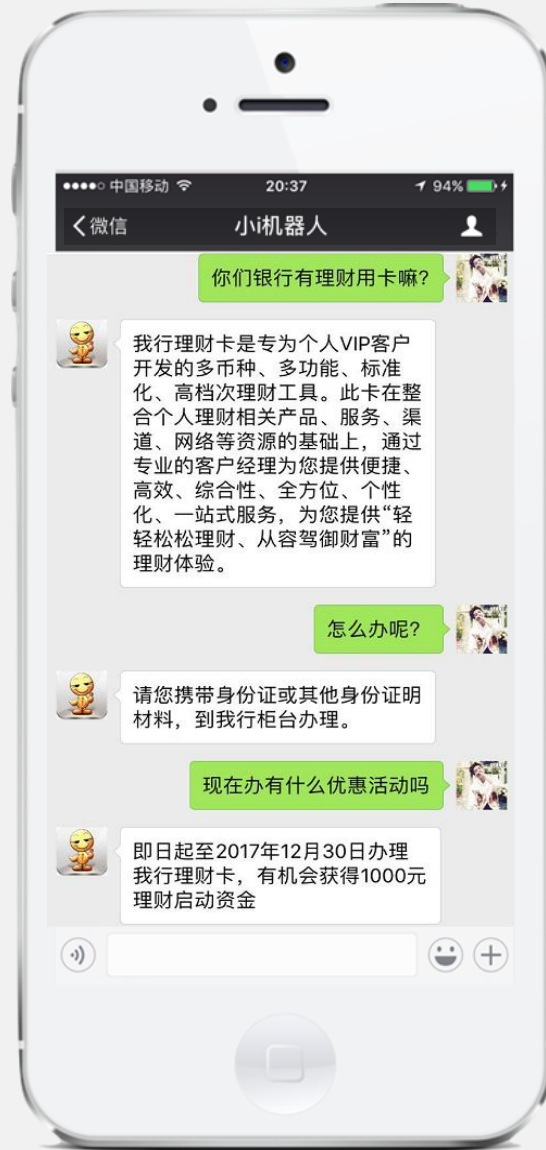 中国移动
20:37
94%
微信
小i机器人
你们银行有理财用卡嘛?
我行理财卡是专为个人VIP客户
开发的多币种、多功能、标准
化、高档次理财工具。此卡在整
合个人理财相关产品、服务、渠
道、网络等资源的基础上，通过
专业的客户经理为您提供便捷、
高效、综合性、全方位、个性
化、一站式服务，为您提供“轻
轻松松理财、从容驾御财富”的
理财体验。
怎么办呢?
请您携带身份证或其他身份证明
材料，到我行柜台办理。
现在办有什么优惠活动吗
即日起至2017年12月30日办理
我行理财卡，有机会获得1000元
理财启动资金